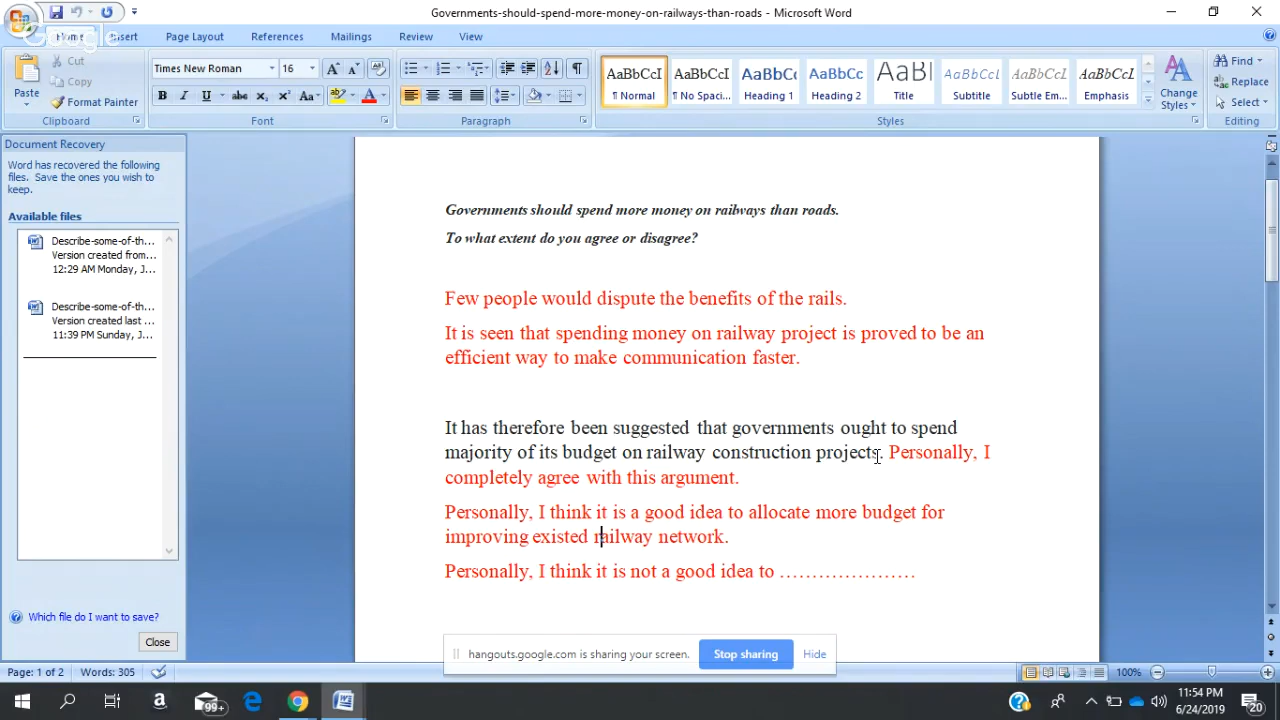 Governments-should-spend-more-money-on-railways-than-roads - Microsoft Word
Google
Home Insert Page Layout References Mailings Review View
Cut
Copy
Format Painter
Paste
Clipboard
Times New Roman 16
Font
Paragraph
AaBbCcI AaBbCcI AaBbCc AaBbCc AaBl AaBbCcI AaBbCcI AaBbCcI
¶ Normal ¶ No Spaci... Heading 1 Heading 2 Title Subtitle Subtle Em... Emphasis
Change
Styles
Styles
Find
Replace
Select
Editing
Document Recovery
Word has recovered the following
files. Save the ones you wish to
keep.
Available files
Describe-some-of-th...
Version created from...
12:29 AM Monday, J...
Describe-some-of-th...
Version created last ...
11:39 PM Sunday, J...
Which file do I want to save?
Close
Governments should spend more money on railways than roads.
To what extent do you agree or disagree?
Few people would dispute the benefits of the rails.
It is seen that spending money on railway project is proved to be an
efficient way to make communication faster.
It has therefore been suggested that governments ought to spend
majority of its budget on railway construction projects. Personally, I
completely agree with this argument.
Personally, I think it is a good idea to allocate more budget for
improving existed railway network.
Personally, I think it is not a good idea to …………………
hangouts.google.com is sharing your screen. Stop sharing Hide
Page: 1 of 2 Words: 305 100%
99+
11:54 PM
6/24/2019
20